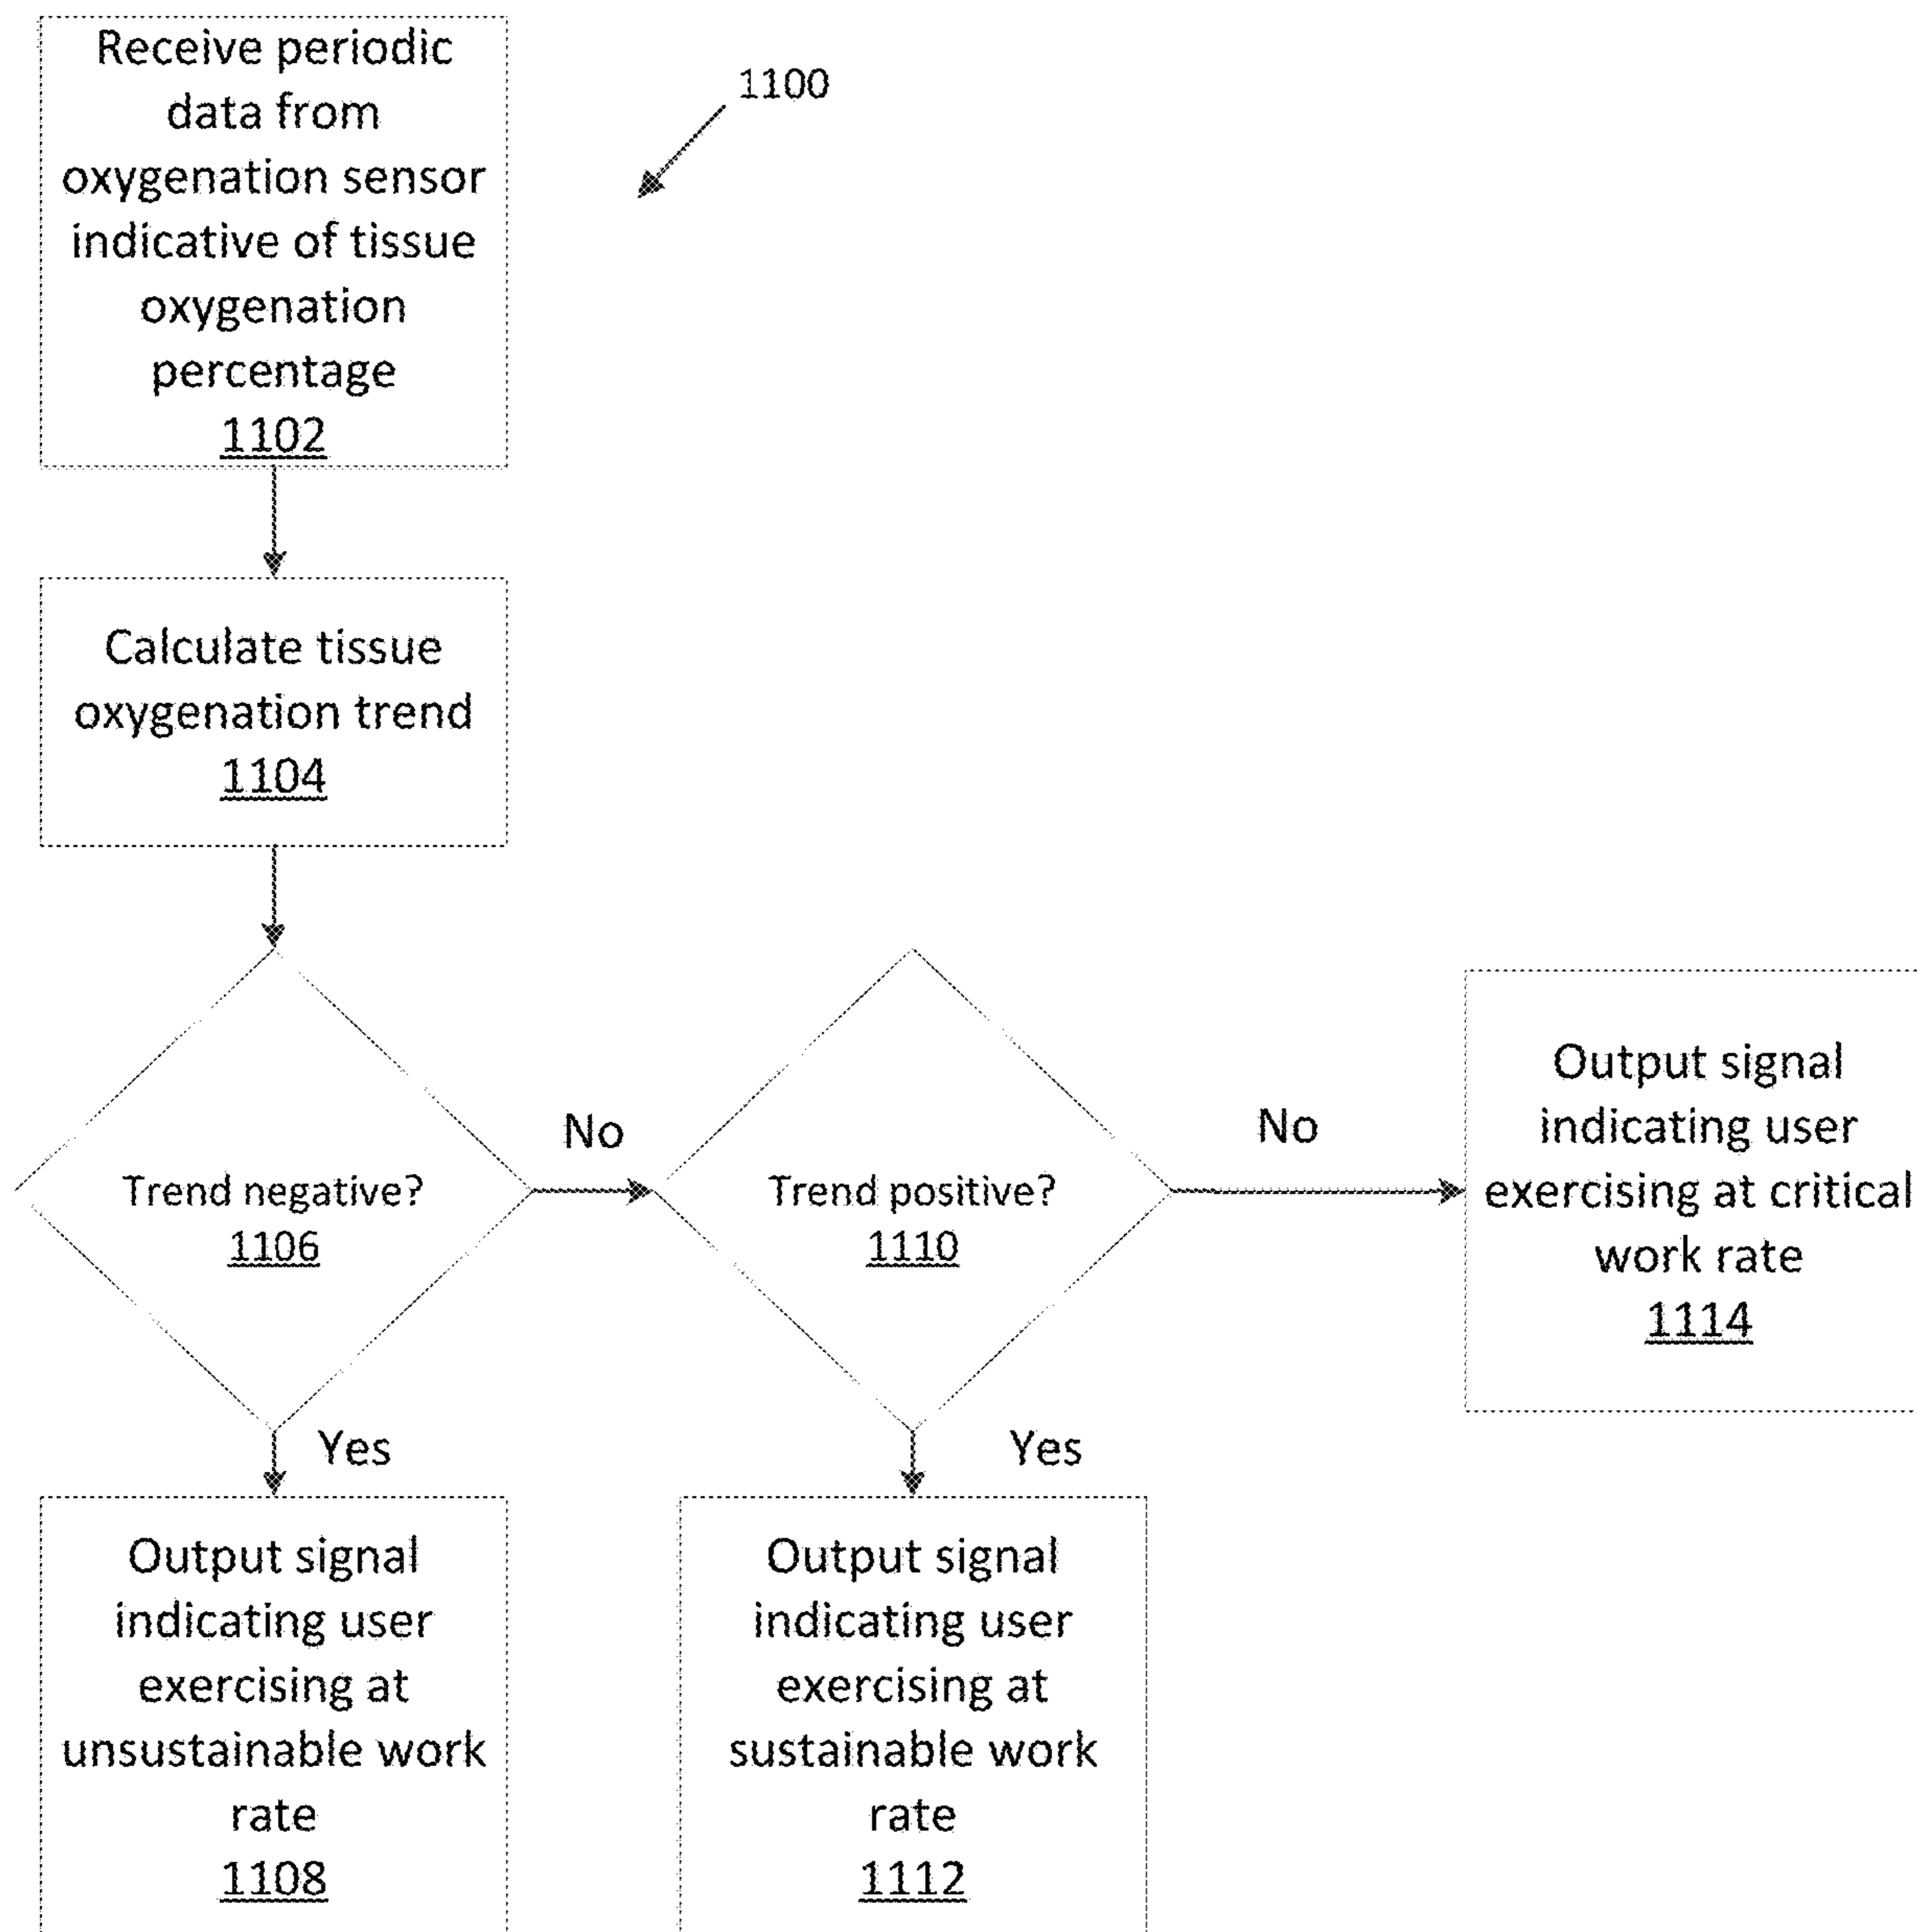 Receive periodic
data from
oxygenation sensor
indicative of tissue
oxygenation
percentage
1102
1100
Calculate tissue
oxygenation trend
1104
Trend negative?
1106
No
Trend positive?
1110
No
Output signal
indicating user
exercising at critical
work rate
1114
Yes
Output signal
indicating user
exercising at
unsustainable work
rate
1108
Yes
Output signal
indicating user
exercising at
sustainable work
rate
1112